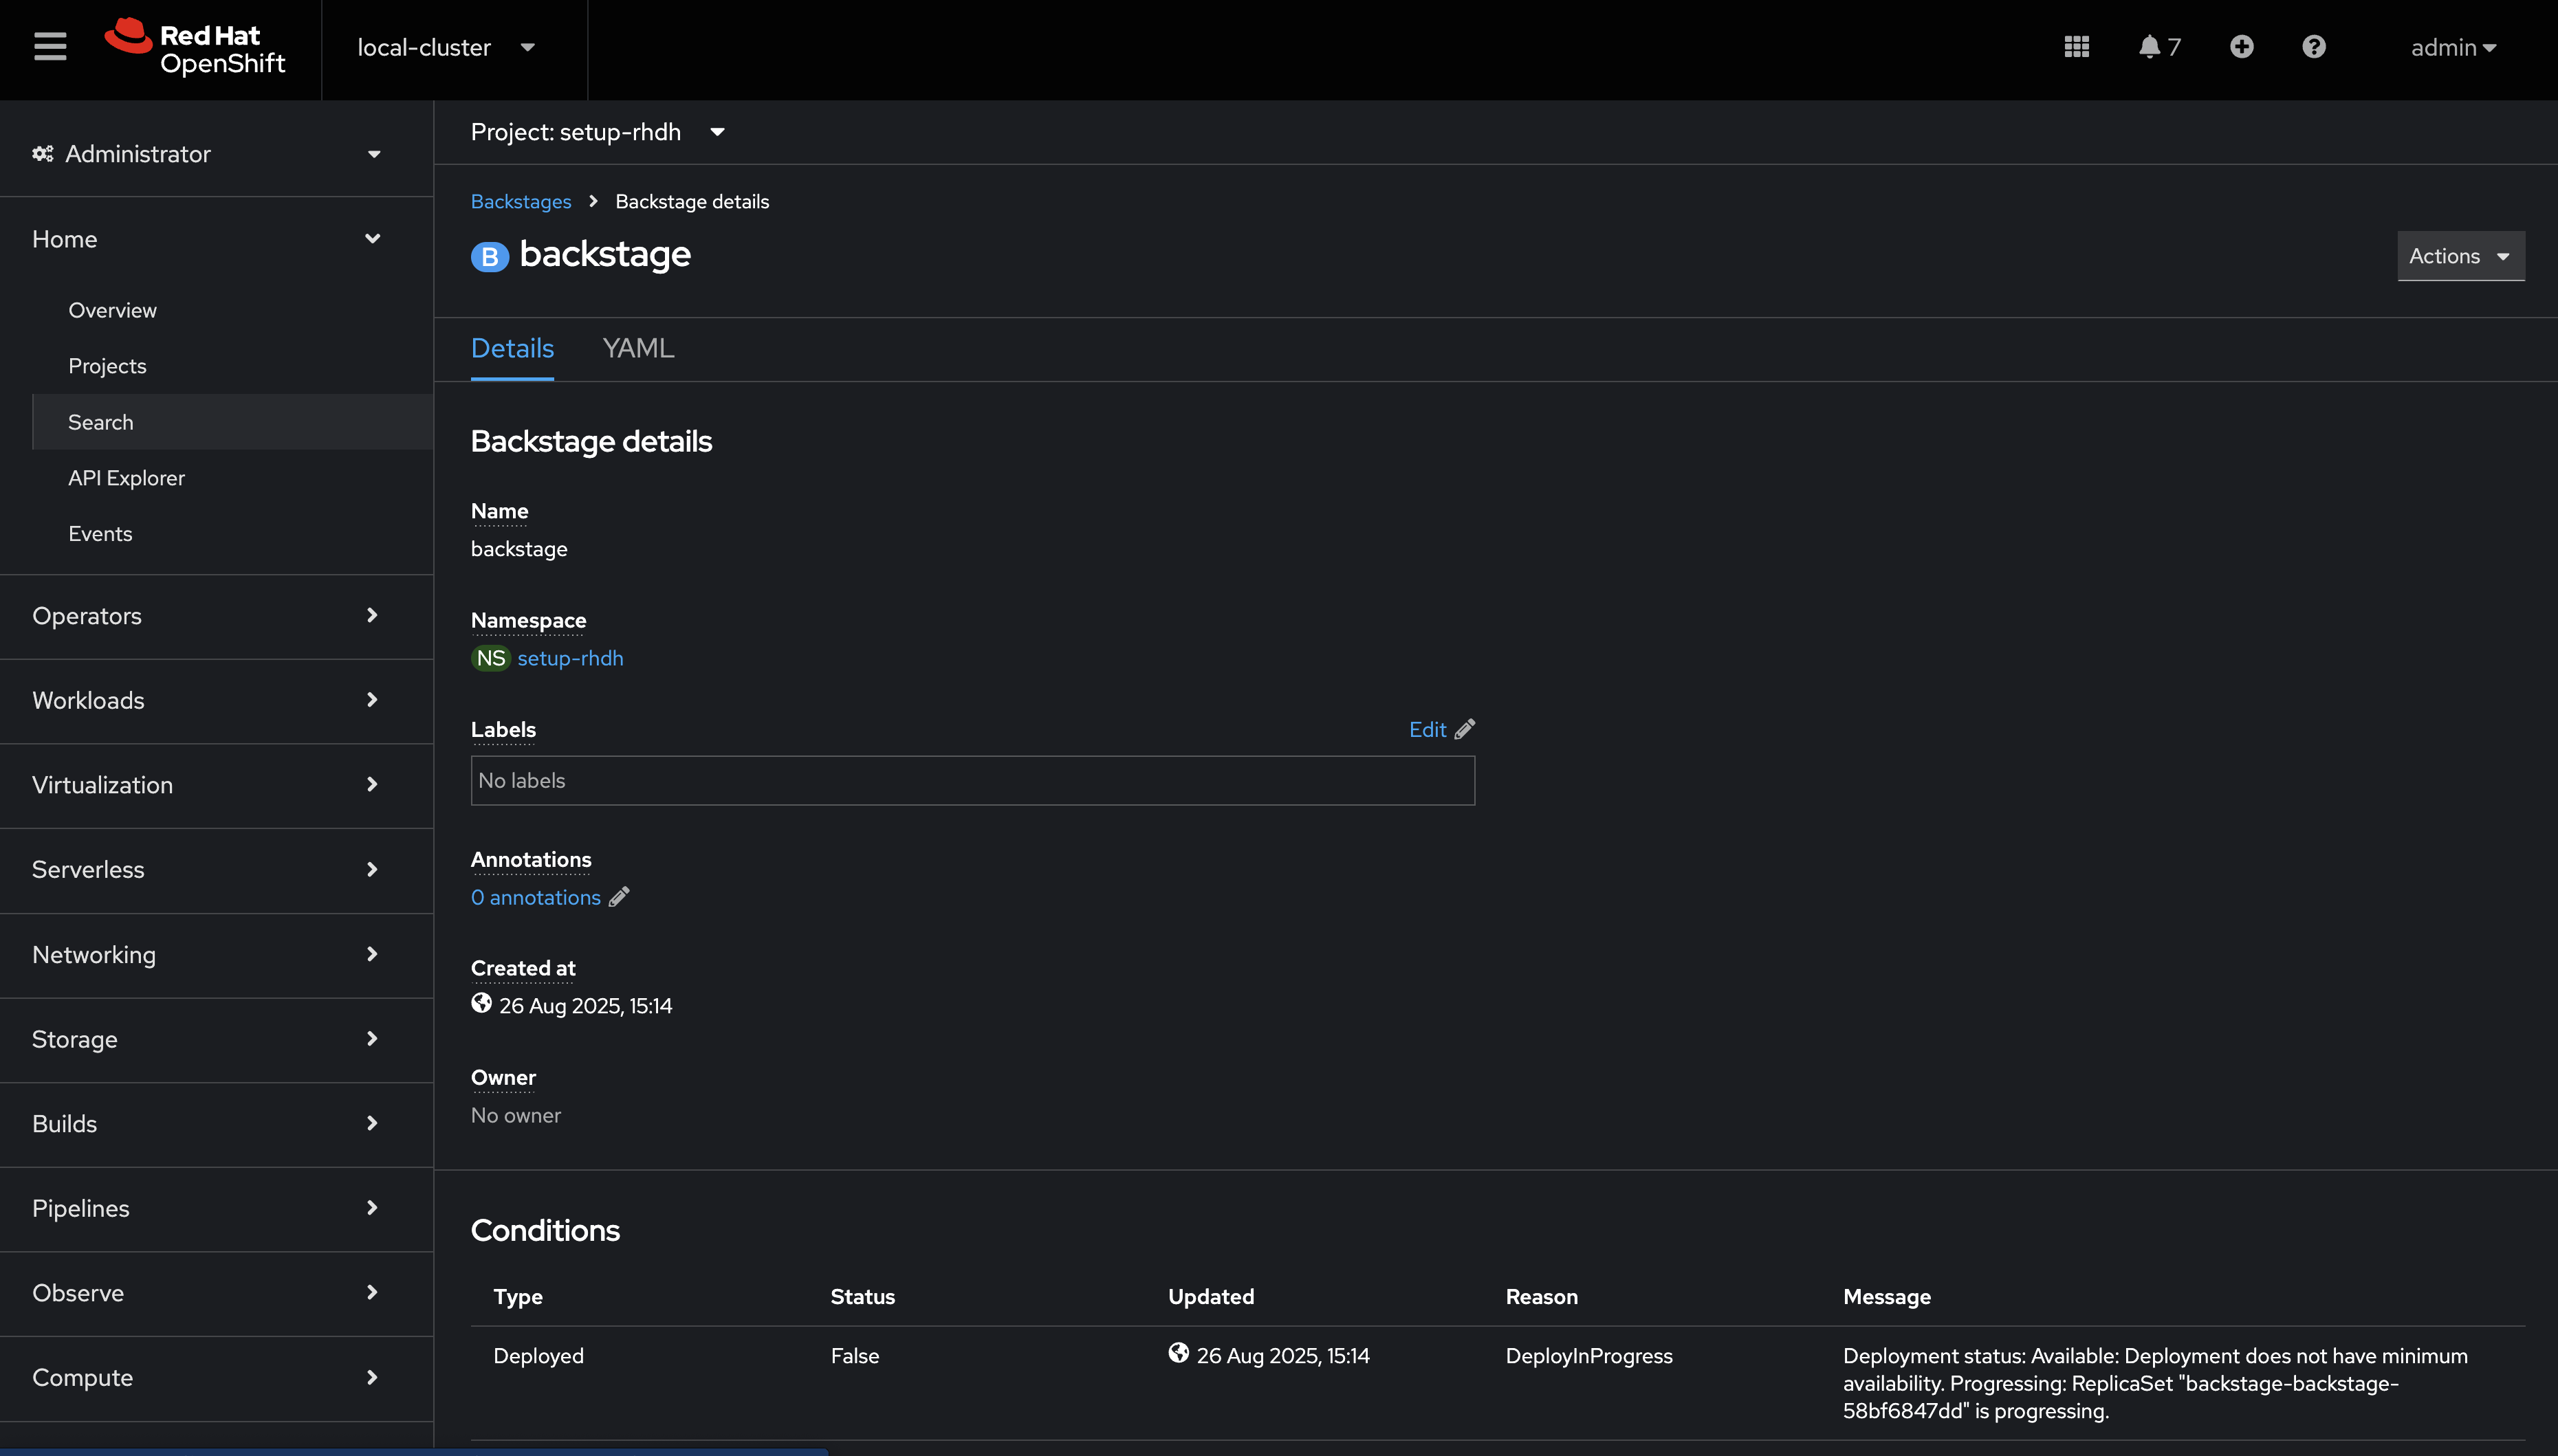 Red Hat
OpenShift
local-cluster
7
admin
Administrator
Home
Overview
Projects
Search
API Explorer
Events
Operators
Workloads
Virtualization
Serverless
Networking
Storage
Builds
Pipelines
Observe
Compute
Project: setup-rhdh
Backstages
Backstage details
B backstage
Actions
Details
YAML
Backstage details
Name
backstage
Namespace
NS setup-rhdh
Labels
Edit
No labels
Annotations
0 annotations
Created at
26 Aug 2025, 15:14
Owner
No owner
Conditions
Type Status Updated Reason Message
Deployed False 26 Aug 2025, 15:14 DeployInProgress Deployment status: Available: Deployment does not have minimum
availability. Progressing: ReplicaSet "backstage-backstage-
58bf6847dd" is progressing.